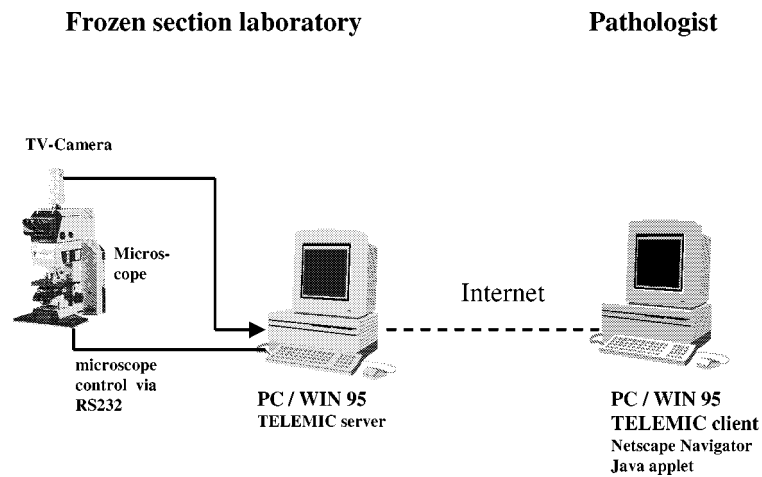 Frozen section laboratory
Pathologist
TV-Camera
Micros-
cope
Internet
microscope
control via
RS232
PC / WIN 95
TELEMIC server
PC / WIN 95
TELEMIC client
Netscape Navigator
Java applet